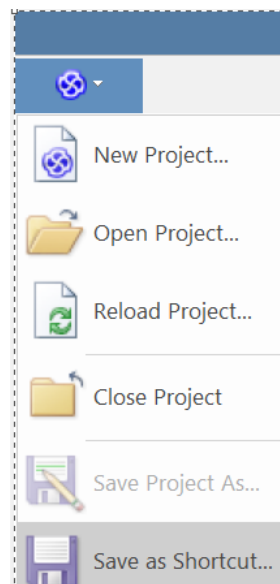 New Project...
Open Project...
Reload Project...
Close Project
Save Project As...
Save as Shortcut...